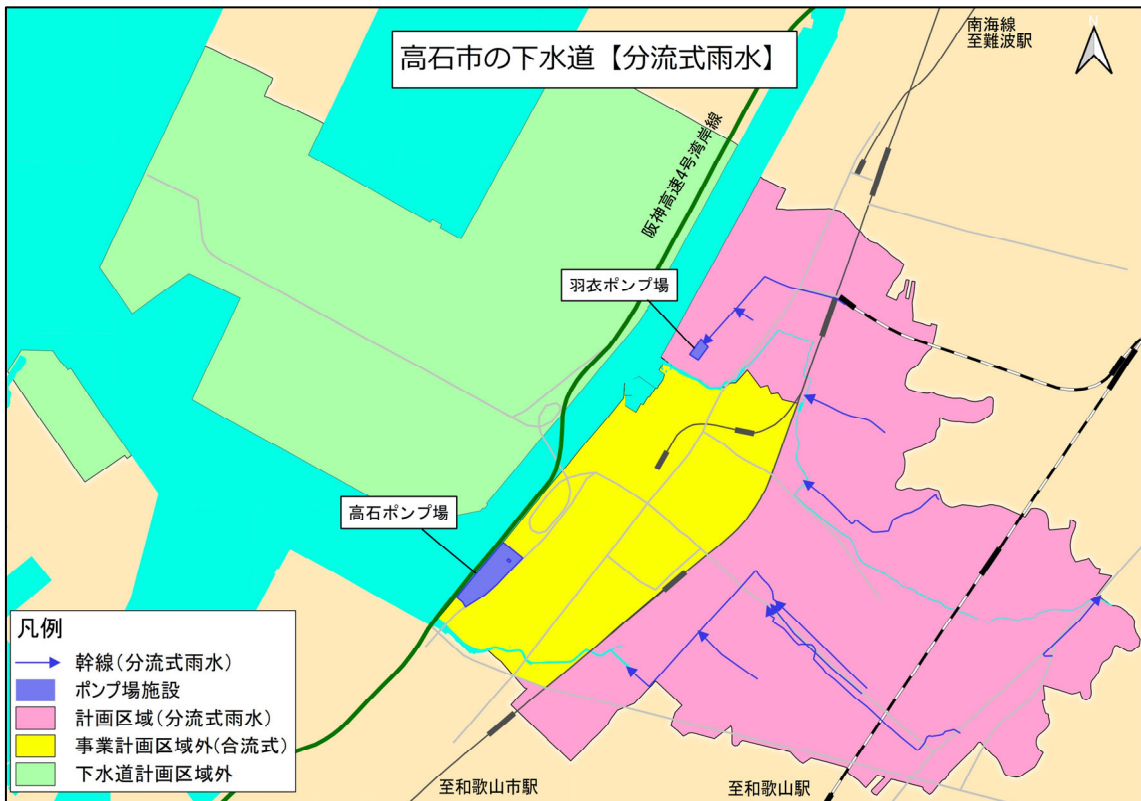 高石市の下水道【分流式雨水】
南海線
至難波駅
N
阪神高速4号湾岸線
羽衣ポンプ場
高石ポンプ場
凡例
幹線(分流式雨水)
ポンプ場施設
計画区域(分流式雨水)
事業計画区域外(合流式)
下水道計画区域外
至和歌山市駅
至和歌山駅